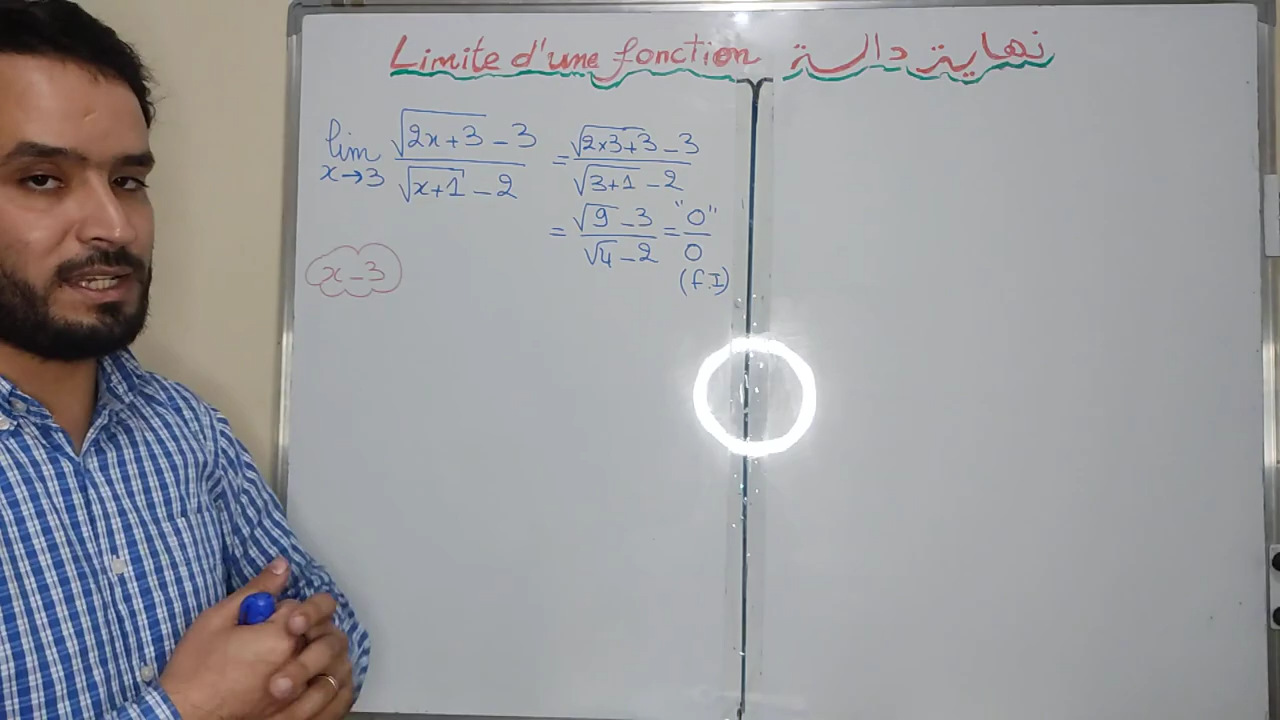 Limite d'une fonction نهاية دالة
lim x→3 (√(2x+3) - 3)/(√(x+1) - 2) = (√(2×3+3) - 3)/(√(3+1) - 2)
= (√9 - 3)/(√4 - 2) = "0"/0
(f.I)
x - 3